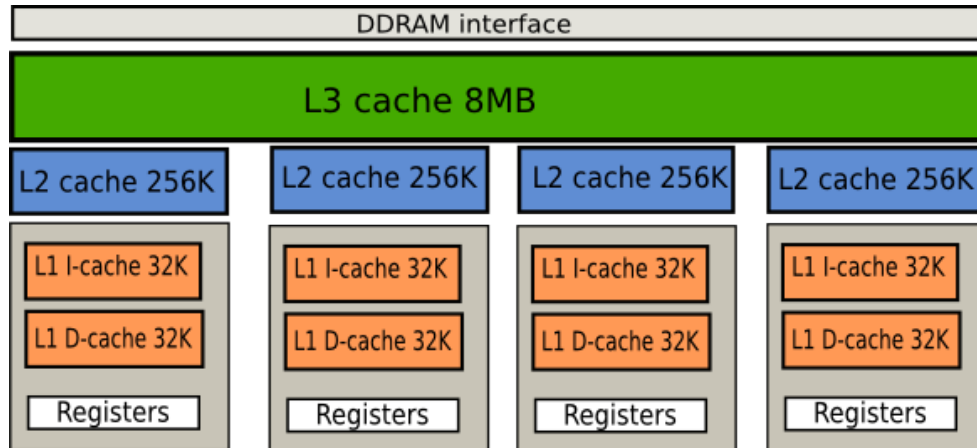 DDRAM interface
L3 cache 8MB
L2 cache 256K
L2 cache 256K
L2 cache 256K
L2 cache 256K
L1 I-cache 32K
L1 I-cache 32K
L1 I-cache 32K
L1 I-cache 32K
L1 D-cache 32K
L1 D-cache 32K
L1 D-cache 32K
L1 D-cache 32K
Registers
Registers
Registers
Registers